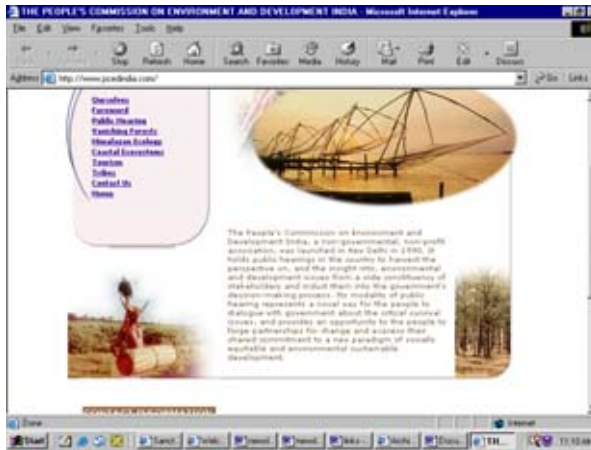 THE PEOPLE'S COMMISSION ON ENVIRONMENT AND DEVELOPMENT INDIA - Microsoft Internet Explorer
File Edit View Favorites Tools Help
Stop Refresh Home Search Favorites Media History Mail Print Edit Discuss
Address http://www.pcedindia.com/ Go Links
Ourselves
Foreword
Public Hearing
Vanishing Forests
Himalayan Ecology
Coastal Ecosystems
Tourism
Tribes
Contact Us
Home
The People's Commission on Environment and
Development India, a non-governmental, non-profit
association, was launched in New Delhi in 1990. It
holds public hearings in the country to harvest the
perspective on, and the insight into, environmental
and development issues from a wide constituency of
stakeholders and induct them into the government's
decision-making process. Its modality of public
hearing represents a novel way for the people to
dialogue with government about the critical survival
issues, and provides an opportunity to the people to
forge partnerships for change and express their
shared commitment to a new paradigm of socially
equitable and environmental sustainable
development.
Done Internet
Start TH... 11:10 AM